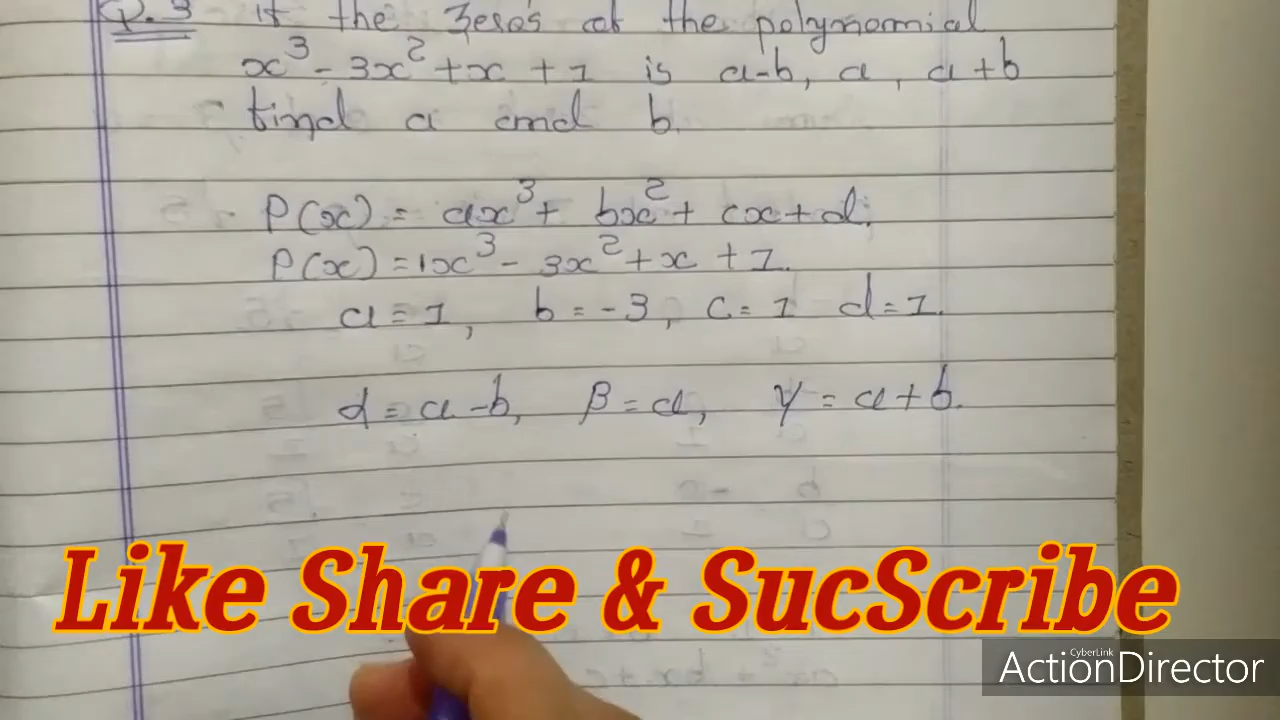 Q.3 If the Zeros of the polynomial
x³ - 3x² + x + 1 is a-b, a, a+b
find a and b.
P(x) = ax³ + bx² + cx + d.
P(x) = 1x³ - 3x² + x + 1.
a = 1, b = -3, c = 1 d = 1.
α = a-b, β = a, γ = a+b.
Like Share & SucScribe
CyberLink
ActionDirector